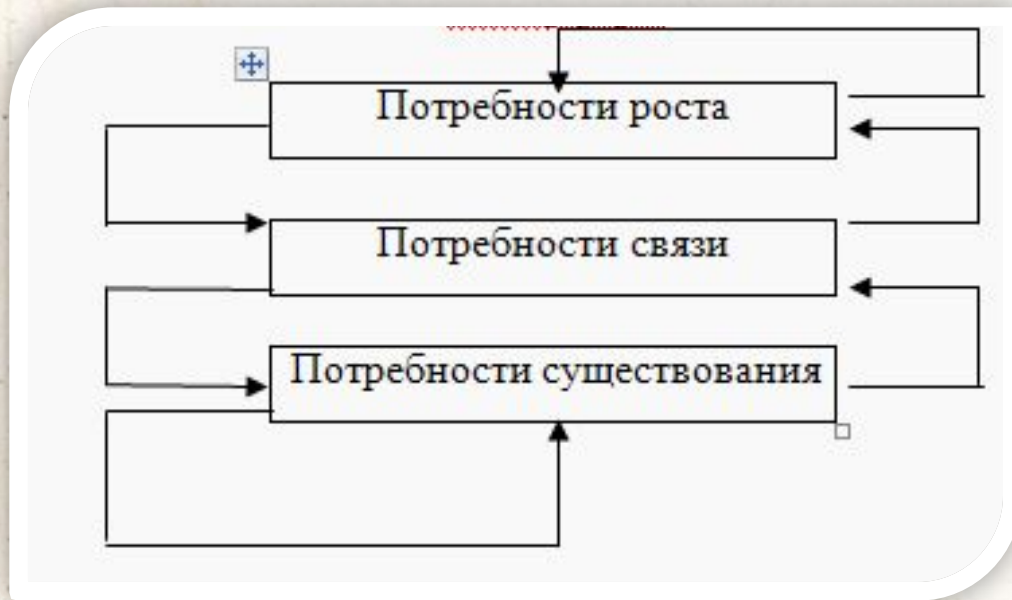 Потребности роста
Потребности связи
Потребности существования